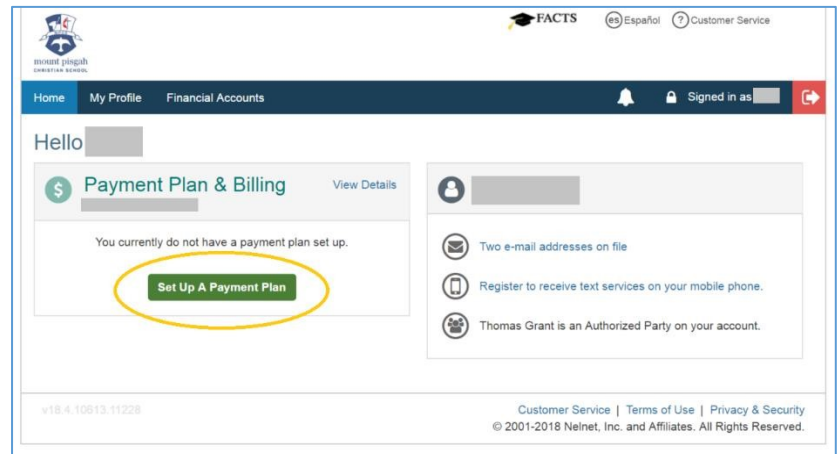 mount pisgah
CHRISTIAN SCHOOL
FACTS
es Español
? Customer Service
Home My Profile Financial Accounts
Signed in as
Hello
$ Payment Plan & Billing View Details
You currently do not have a payment plan set up.
Set Up A Payment Plan
Two e-mail addresses on file
Register to receive text services on your mobile phone.
Thomas Grant is an Authorized Party on your account.
v18.4.10613.11228
Customer Service | Terms of Use | Privacy & Security
© 2001-2018 Nelnet, Inc. and Affiliates. All Rights Reserved.